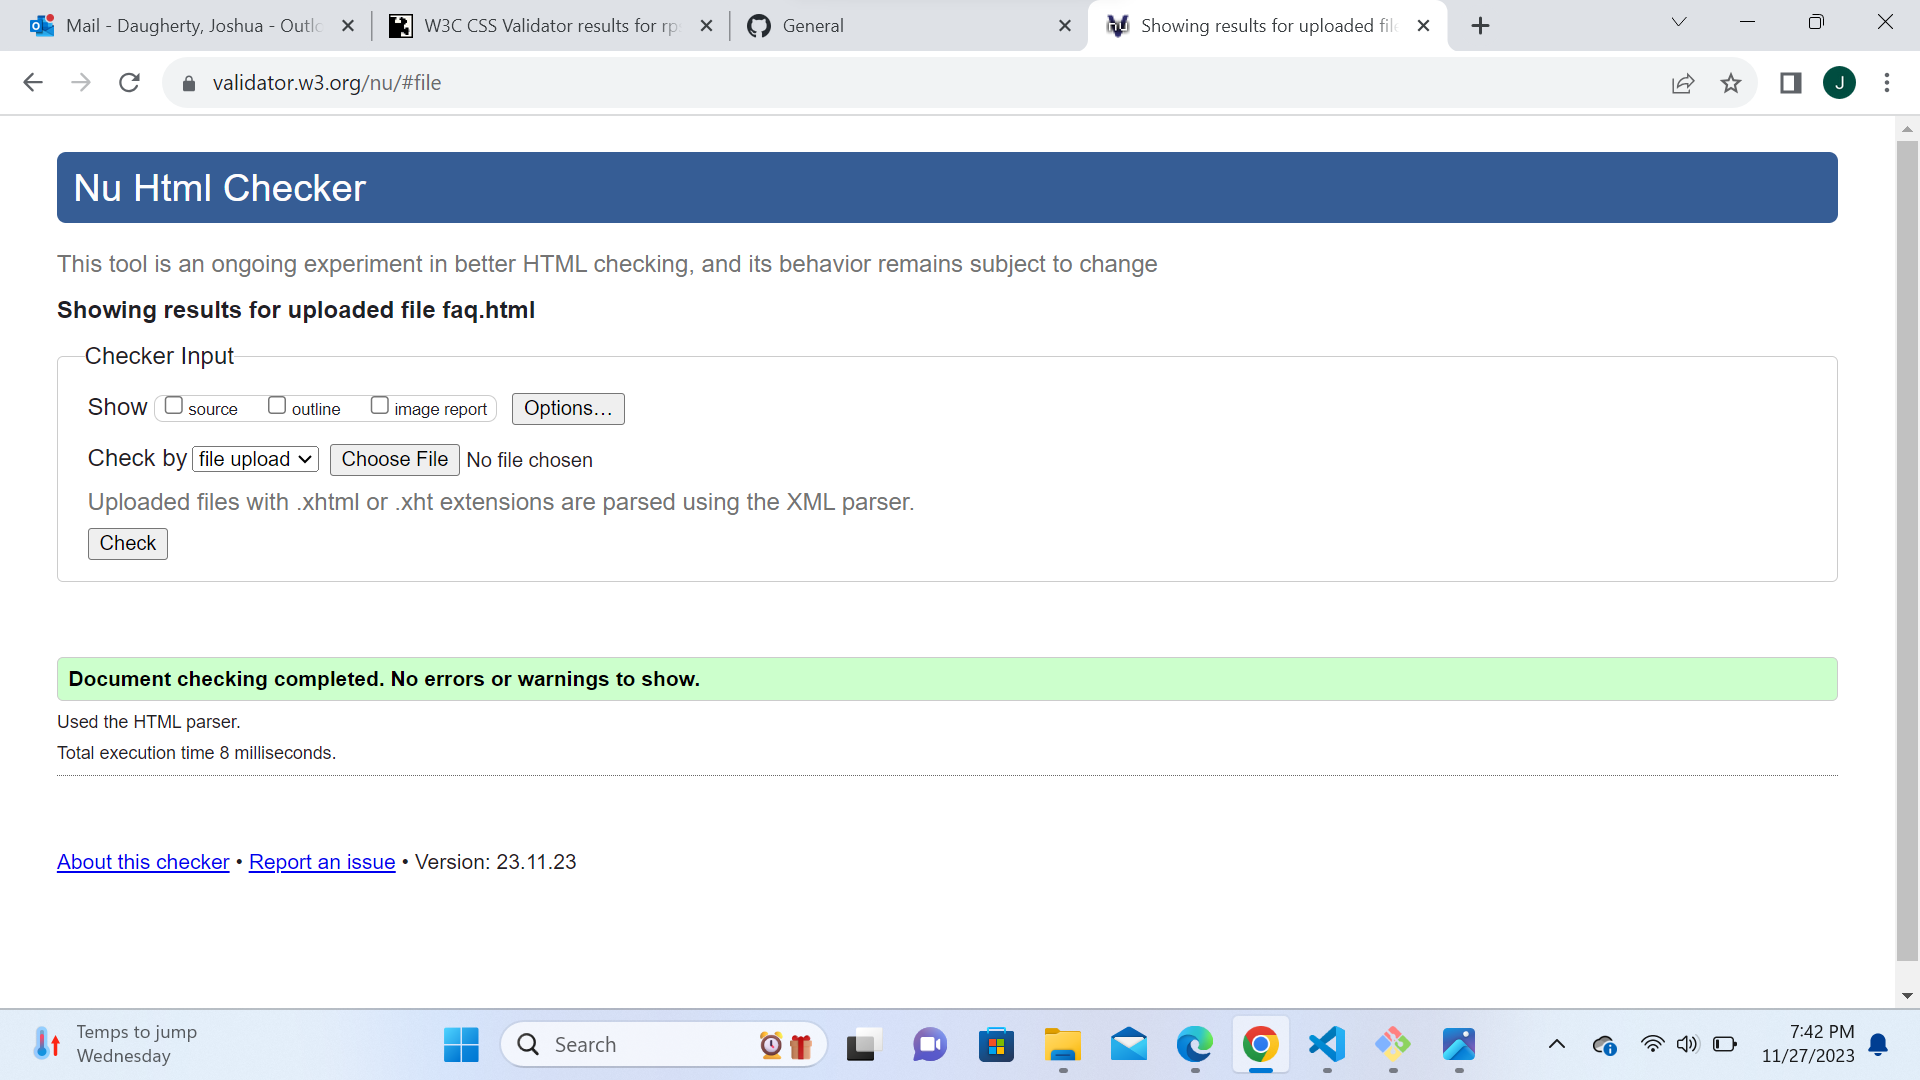 Mail - Daugherty, Joshua - Outlo
W3C CSS Validator results for rp
General
Showing results for uploaded file
validator.w3.org/nu/#file
J
Nu Html Checker
This tool is an ongoing experiment in better HTML checking, and its behavior remains subject to change
Showing results for uploaded file faq.html
Checker Input
Show source outline image report Options...
Check by file upload Choose File No file chosen
Uploaded files with .xhtml or .xht extensions are parsed using the XML parser.
Check
Document checking completed. No errors or warnings to show.
Used the HTML parser.
Total execution time 8 milliseconds.
About this checker • Report an issue • Version: 23.11.23
Temps to jump
Wednesday
Search
7:42 PM
11/27/2023